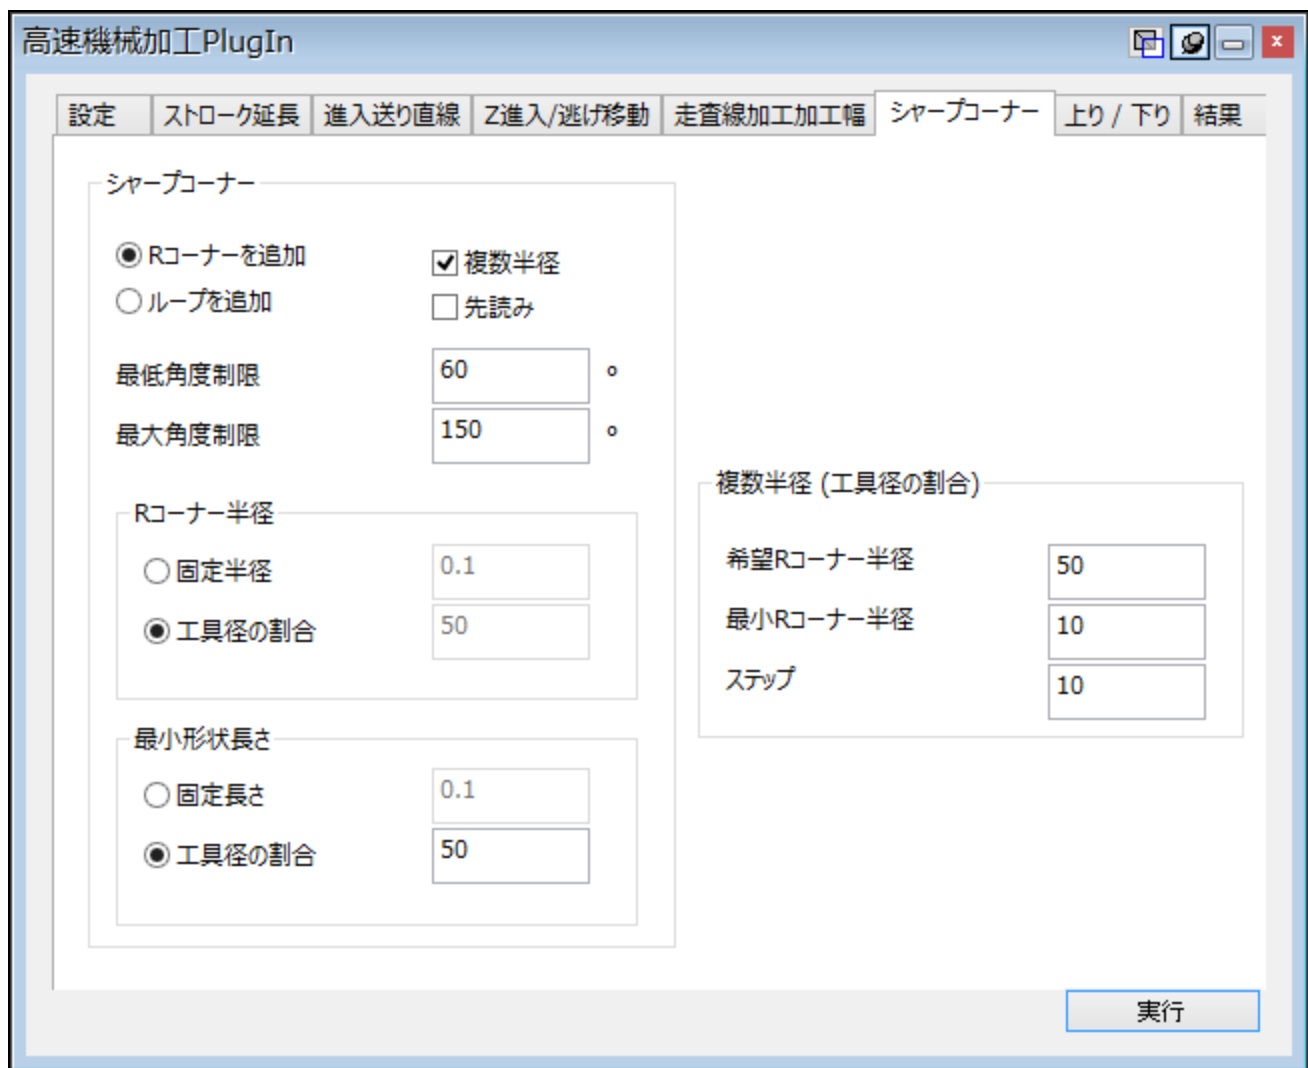 高速機械加工PlugIn
設定 ストローク延長 進入送り直線 Z進入/逃げ移動 走査線加工加工幅 シャープコーナー 上り / 下り 結果
シャープコーナー
Rコーナーを追加 複数半径
ループを追加 先読み
最低角度制限 60 °
最大角度制限 150 °
Rコーナー半径
固定半径 0.1
工具径の割合 50
最小形状長さ
固定長さ 0.1
工具径の割合 50
複数半径 (工具径の割合)
希望Rコーナー半径 50
最小Rコーナー半径 10
ステップ 10
実行